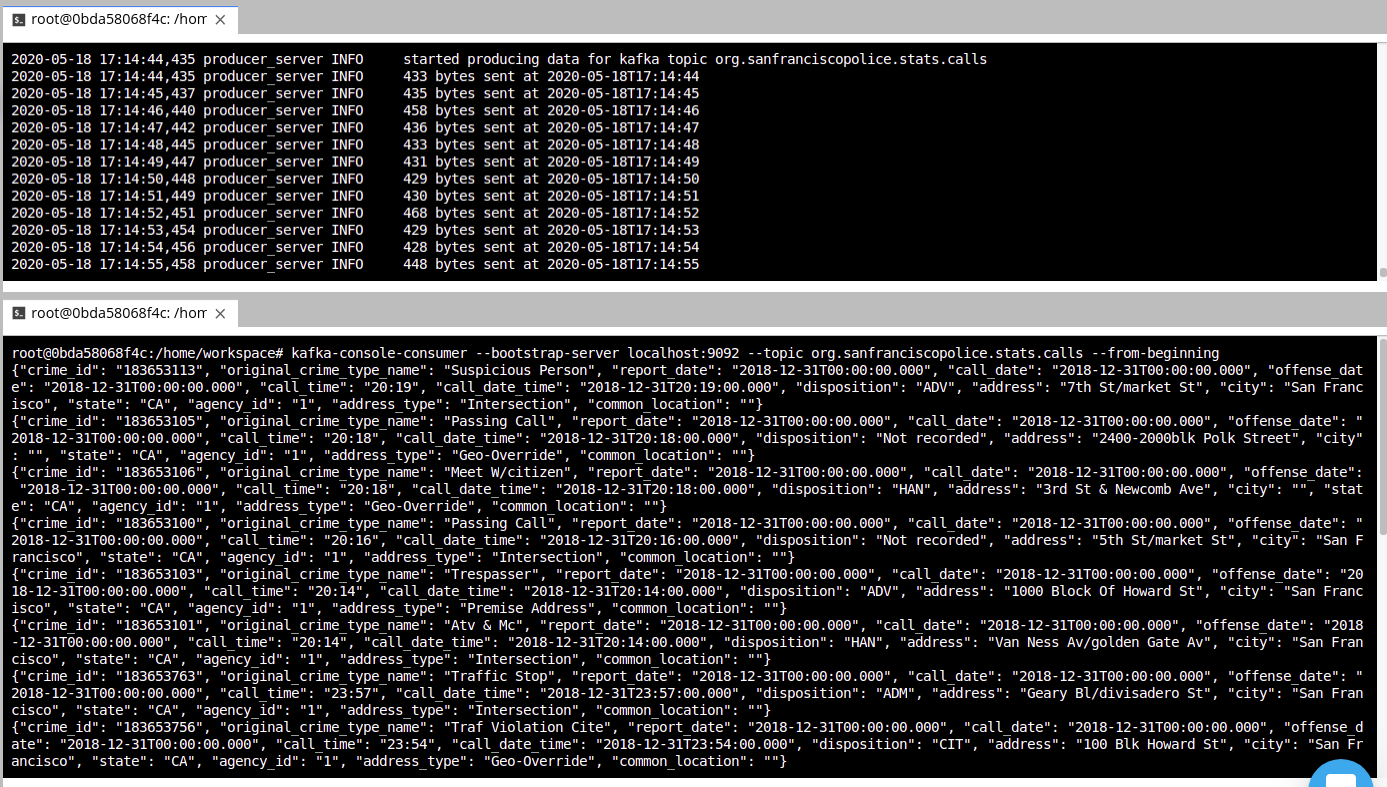 root@0bda58068f4c: /hom
2020-05-18 17:14:44,435 producer_server INFO     started producing data for kafka topic org.sanfranciscopolice.stats.calls
2020-05-18 17:14:44,435 producer_server INFO     433 bytes sent at 2020-05-18T17:14:44
2020-05-18 17:14:45,437 producer_server INFO     435 bytes sent at 2020-05-18T17:14:45
2020-05-18 17:14:46,440 producer_server INFO     458 bytes sent at 2020-05-18T17:14:46
2020-05-18 17:14:47,442 producer_server INFO     436 bytes sent at 2020-05-18T17:14:47
2020-05-18 17:14:48,445 producer_server INFO     433 bytes sent at 2020-05-18T17:14:48
2020-05-18 17:14:49,447 producer_server INFO     431 bytes sent at 2020-05-18T17:14:49
2020-05-18 17:14:50,448 producer_server INFO     429 bytes sent at 2020-05-18T17:14:50
2020-05-18 17:14:51,449 producer_server INFO     430 bytes sent at 2020-05-18T17:14:51
2020-05-18 17:14:52,451 producer_server INFO     468 bytes sent at 2020-05-18T17:14:52
2020-05-18 17:14:53,454 producer_server INFO     429 bytes sent at 2020-05-18T17:14:53
2020-05-18 17:14:54,456 producer_server INFO     428 bytes sent at 2020-05-18T17:14:54
2020-05-18 17:14:55,458 producer_server INFO     448 bytes sent at 2020-05-18T17:14:55
root@0bda58068f4c: /hom
root@0bda58068f4c:/home/workspace# kafka-console-consumer --bootstrap-server localhost:9092 --topic org.sanfranciscopolice.stats.calls --from-beginning
{"crime_id": "183653113", "original_crime_type_name": "Suspicious Person", "report_date": "2018-12-31T00:00:00.000", "call_date": "2018-12-31T00:00:00.000", "offense_dat
e": "2018-12-31T00:00:00.000", "call_time": "20:19", "call_date_time": "2018-12-31T20:19:00.000", "disposition": "ADV", "address": "7th St/market St", "city": "San Franc
isco", "state": "CA", "agency_id": "1", "address_type": "Intersection", "common_location": ""}
{"crime_id": "183653105", "original_crime_type_name": "Passing Call", "report_date": "2018-12-31T00:00:00.000", "call_date": "2018-12-31T00:00:00.000", "offense_date": "
2018-12-31T00:00:00.000", "call_time": "20:18", "call_date_time": "2018-12-31T20:18:00.000", "disposition": "Not recorded", "address": "2400-2000blk Polk Street", "city"
: "", "state": "CA", "agency_id": "1", "address_type": "Geo-Override", "common_location": ""}
{"crime_id": "183653106", "original_crime_type_name": "Meet W/citizen", "report_date": "2018-12-31T00:00:00.000", "call_date": "2018-12-31T00:00:00.000", "offense_date":
 "2018-12-31T00:00:00.000", "call_time": "20:18", "call_date_time": "2018-12-31T20:18:00.000", "disposition": "HAN", "address": "3rd St & Newcomb Ave", "city": "", "stat
e": "CA", "agency_id": "1", "address_type": "Geo-Override", "common_location": ""}
{"crime_id": "183653100", "original_crime_type_name": "Passing Call", "report_date": "2018-12-31T00:00:00.000", "call_date": "2018-12-31T00:00:00.000", "offense_date": "
2018-12-31T00:00:00.000", "call_time": "20:16", "call_date_time": "2018-12-31T20:16:00.000", "disposition": "Not recorded", "address": "5th St/market St", "city": "San F
rancisco", "state": "CA", "agency_id": "1", "address_type": "Intersection", "common_location": ""}
{"crime_id": "183653103", "original_crime_type_name": "Trespasser", "report_date": "2018-12-31T00:00:00.000", "call_date": "2018-12-31T00:00:00.000", "offense_date": "20
18-12-31T00:00:00.000", "call_time": "20:14", "call_date_time": "2018-12-31T20:14:00.000", "disposition": "ADV", "address": "1000 Block Of Howard St", "city": "San Franc
isco", "state": "CA", "agency_id": "1", "address_type": "Premise Address", "common_location": ""}
{"crime_id": "183653101", "original_crime_type_name": "Atv & Mc", "report_date": "2018-12-31T00:00:00.000", "call_date": "2018-12-31T00:00:00.000", "offense_date": "2018
-12-31T00:00:00.000", "call_time": "20:14", "call_date_time": "2018-12-31T20:14:00.000", "disposition": "HAN", "address": "Van Ness Av/golden Gate Av", "city": "San Fran
cisco", "state": "CA", "agency_id": "1", "address_type": "Intersection", "common_location": ""}
{"crime_id": "183653763", "original_crime_type_name": "Traffic Stop", "report_date": "2018-12-31T00:00:00.000", "call_date": "2018-12-31T00:00:00.000", "offense_date": "
2018-12-31T00:00:00.000", "call_time": "23:57", "call_date_time": "2018-12-31T23:57:00.000", "disposition": "ADM", "address": "Geary Bl/divisadero St", "city": "San Fran
cisco", "state": "CA", "agency_id": "1", "address_type": "Intersection", "common_location": ""}
{"crime_id": "183653756", "original_crime_type_name": "Traf Violation Cite", "report_date": "2018-12-31T00:00:00.000", "call_date": "2018-12-31T00:00:00.000", "offense_d
ate": "2018-12-31T00:00:00.000", "call_time": "23:54", "call_date_time": "2018-12-31T23:54:00.000", "disposition": "CIT", "address": "100 Blk Howard St", "city": "San Fr
ancisco", "state": "CA", "agency_id": "1", "address_type": "Geo-Override", "common_location": ""}